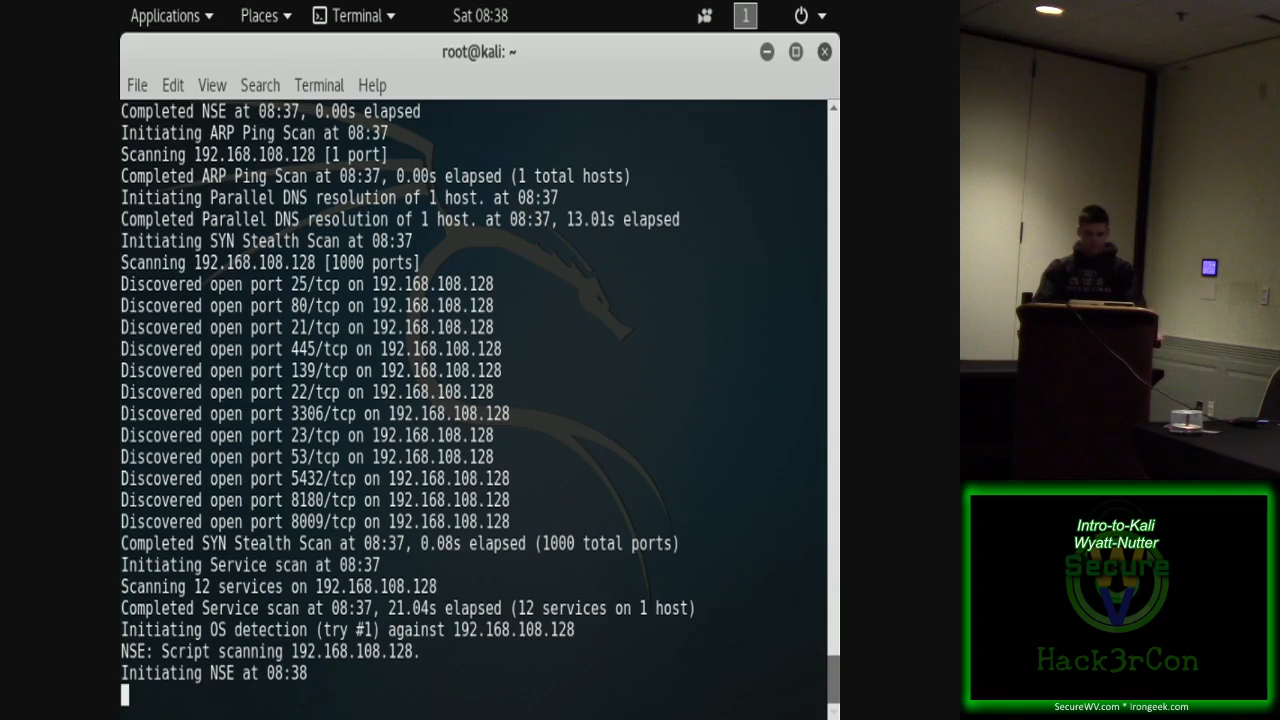 Applications Places Terminal Sat 08:38 1
root@kali: ~
File Edit View Search Terminal Help
Completed NSE at 08:37, 0.00s elapsed
Initiating ARP Ping Scan at 08:37
Scanning 192.168.108.128 [1 port]
Completed ARP Ping Scan at 08:37, 0.00s elapsed (1 total hosts)
Initiating Parallel DNS resolution of 1 host. at 08:37
Completed Parallel DNS resolution of 1 host. at 08:37, 13.01s elapsed
Initiating SYN Stealth Scan at 08:37
Scanning 192.168.108.128 [1000 ports]
Discovered open port 25/tcp on 192.168.108.128
Discovered open port 80/tcp on 192.168.108.128
Discovered open port 21/tcp on 192.168.108.128
Discovered open port 445/tcp on 192.168.108.128
Discovered open port 139/tcp on 192.168.108.128
Discovered open port 22/tcp on 192.168.108.128
Discovered open port 3306/tcp on 192.168.108.128
Discovered open port 23/tcp on 192.168.108.128
Discovered open port 53/tcp on 192.168.108.128
Discovered open port 5432/tcp on 192.168.108.128
Discovered open port 8180/tcp on 192.168.108.128
Discovered open port 8009/tcp on 192.168.108.128
Completed SYN Stealth Scan at 08:37, 0.08s elapsed (1000 total ports)
Initiating Service scan at 08:37
Scanning 12 services on 192.168.108.128
Completed Service scan at 08:37, 21.04s elapsed (12 services on 1 host)
Initiating OS detection (try #1) against 192.168.108.128
NSE: Script scanning 192.168.108.128.
Initiating NSE at 08:38
Intro-to-Kali
Wyatt-Nutter
Secure
WV
Hack3rCon
SecureWV.com * Irongeek.com